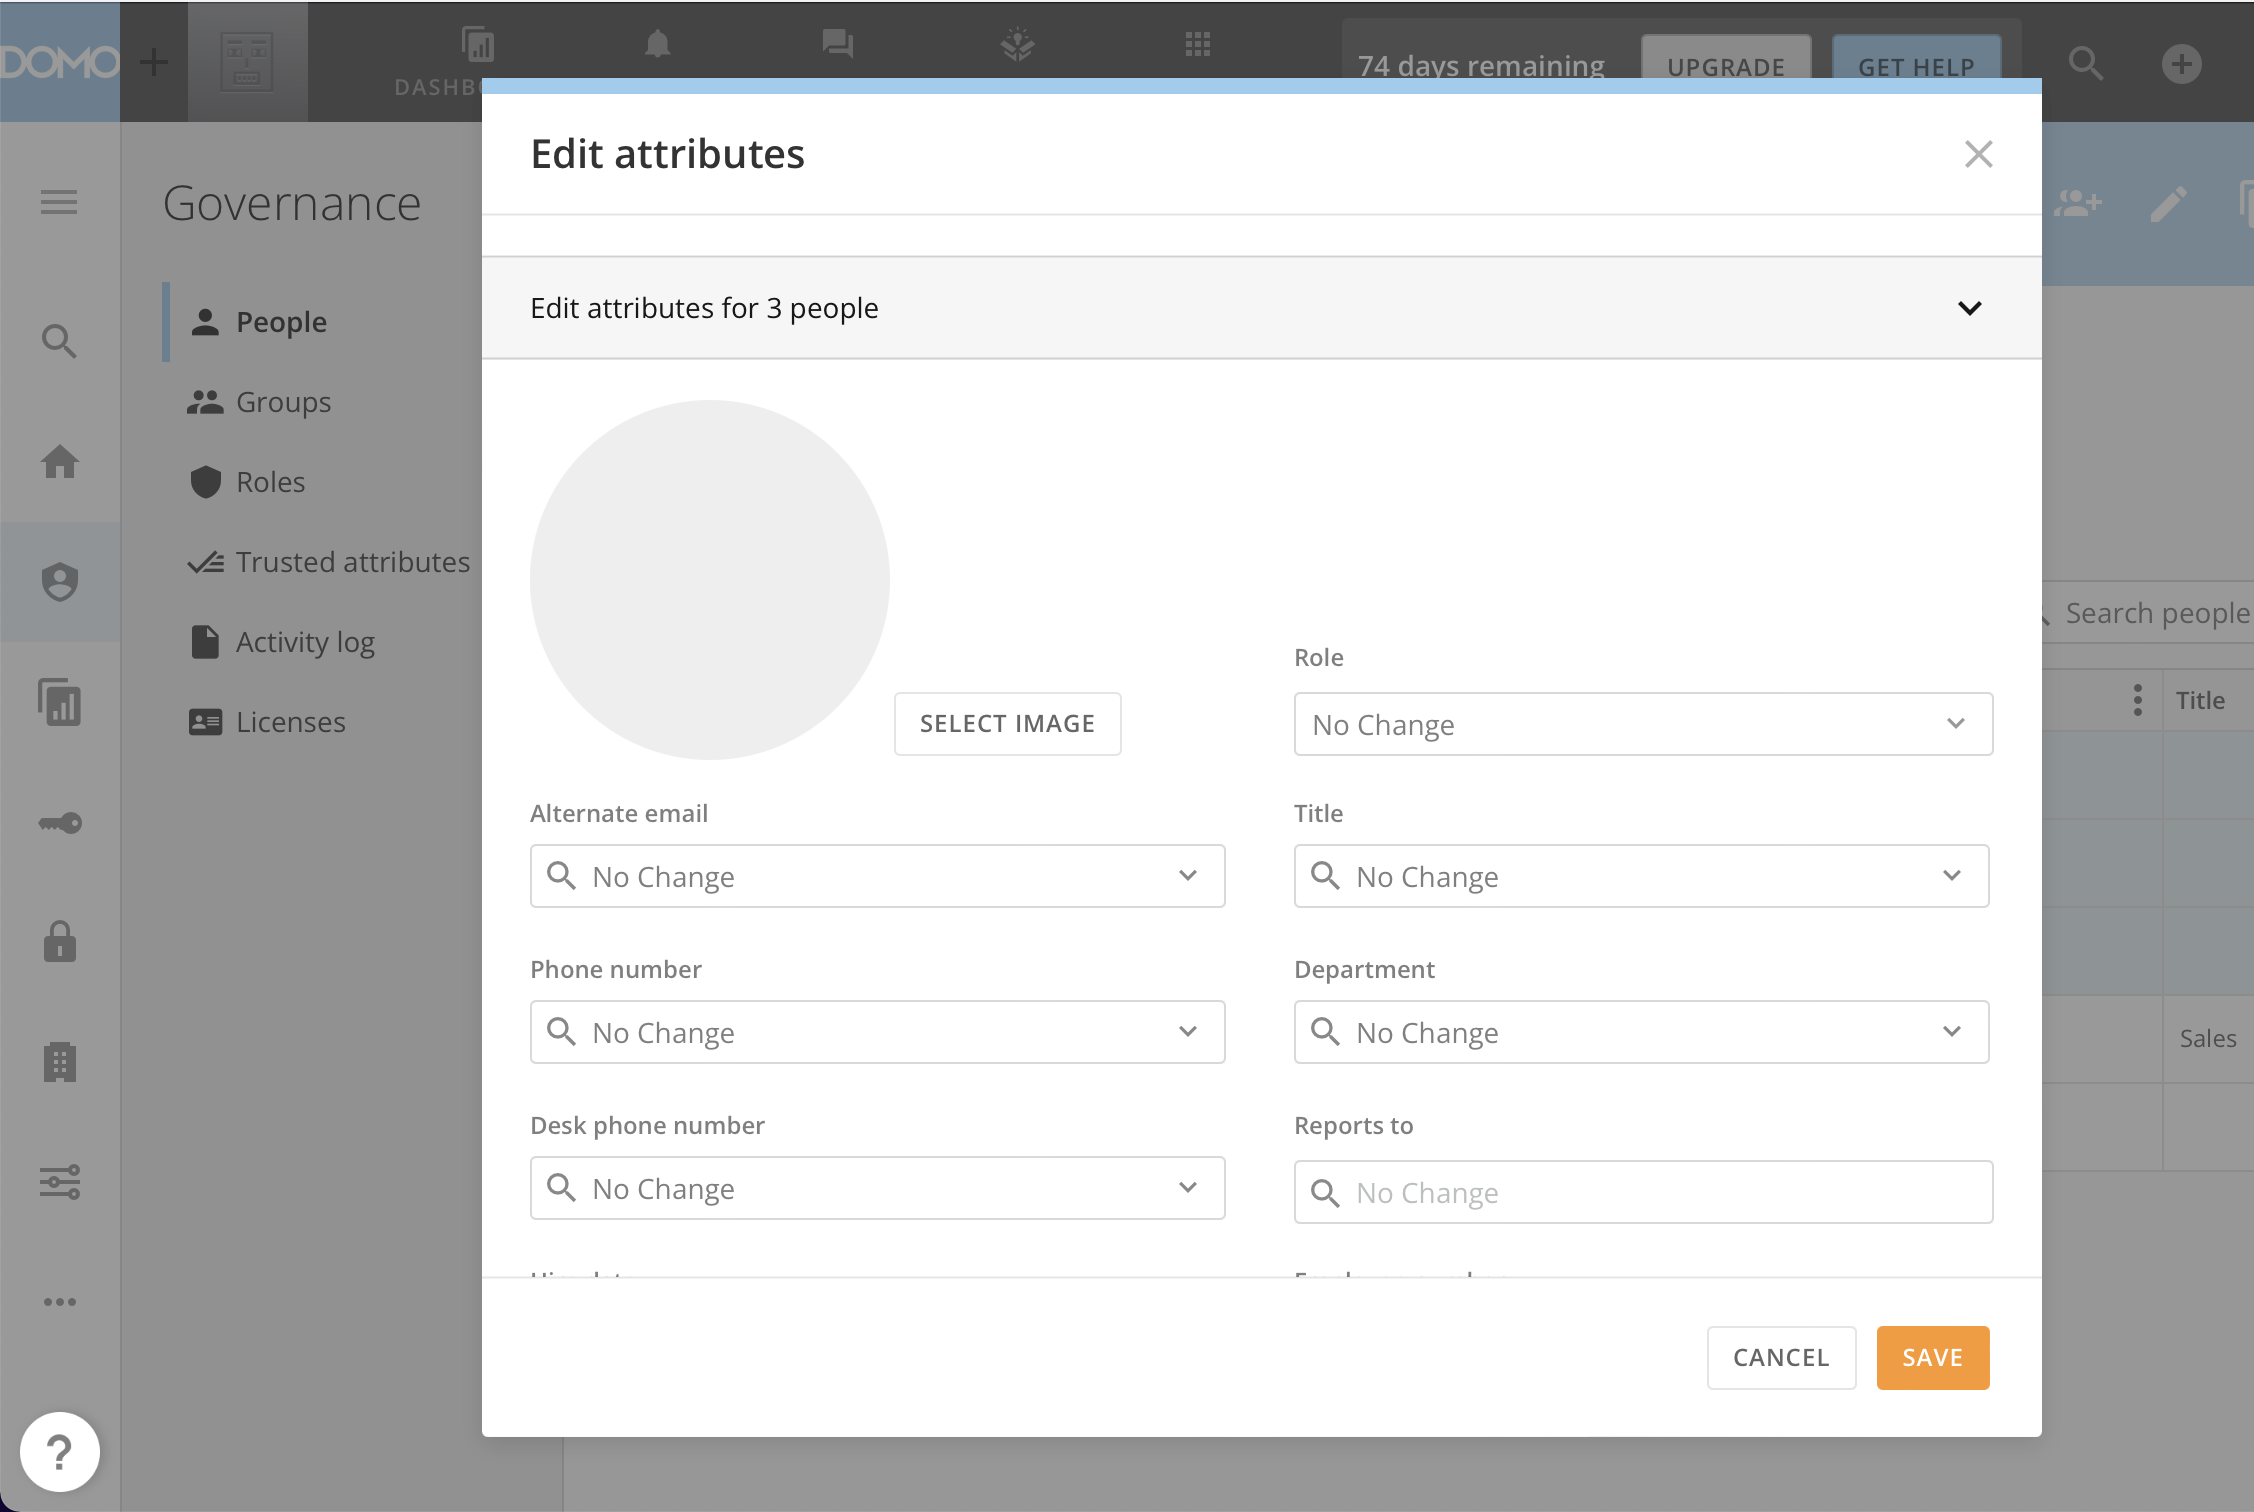 DOMO
DASHBO
74 days remaining
UPGRADE
GET HELP
Governance
People
Groups
Roles
Trusted attributes
Activity log
Licenses
Edit attributes
Edit attributes for 3 people
SELECT IMAGE
Role
No Change
Alternate email
No Change
Title
No Change
Phone number
No Change
Department
No Change
Desk phone number
No Change
Reports to
No Change
CANCEL
SAVE
Search people
Title
Sales
?